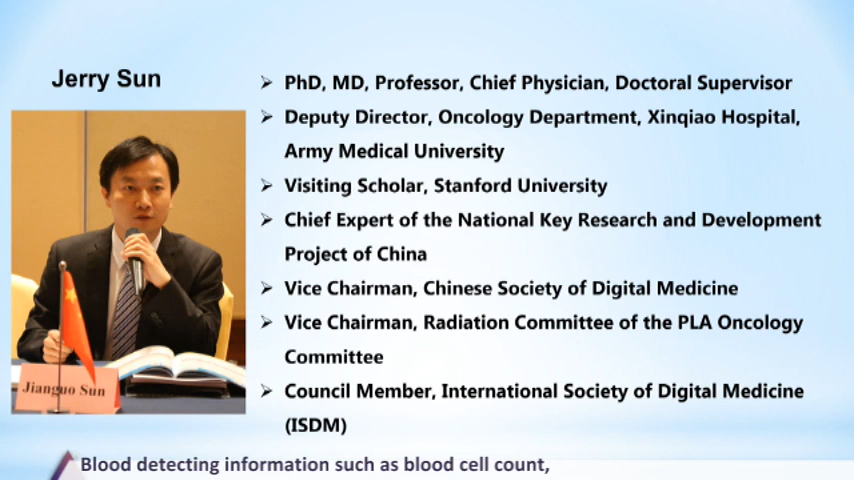 Jerry Sun
➢ PhD, MD, Professor, Chief Physician, Doctoral Supervisor
➢ Deputy Director, Oncology Department, Xinqiao Hospital,
Army Medical University
➢ Visiting Scholar, Stanford University
➢ Chief Expert of the National Key Research and Development
Project of China
➢ Vice Chairman, Chinese Society of Digital Medicine
➢ Vice Chairman, Radiation Committee of the PLA Oncology
Committee
➢ Council Member, International Society of Digital Medicine
(ISDM)
Jianguo Sun
Blood detecting information such as blood cell count,